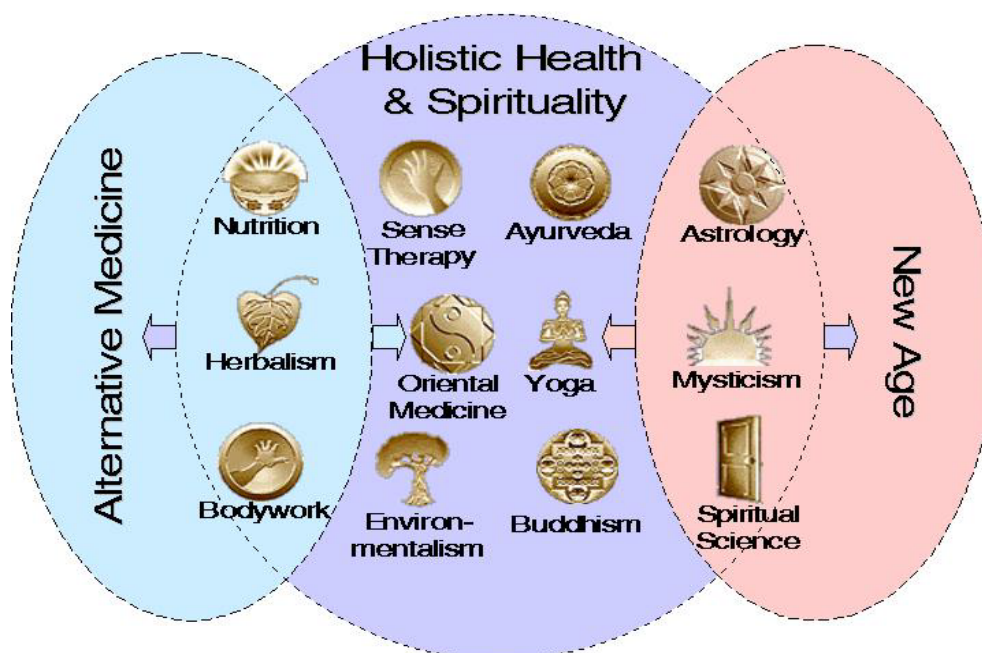 Holistic Health
& Spirituality
Alternative Medicine
New Age
Nutrition
Sense
Therapy
Ayurveda
Astrology
Herbalism
Oriental
Medicine
Yoga
Mysticism
Bodywork
Environ-
mentalism
Buddhism
Spiritual
Science